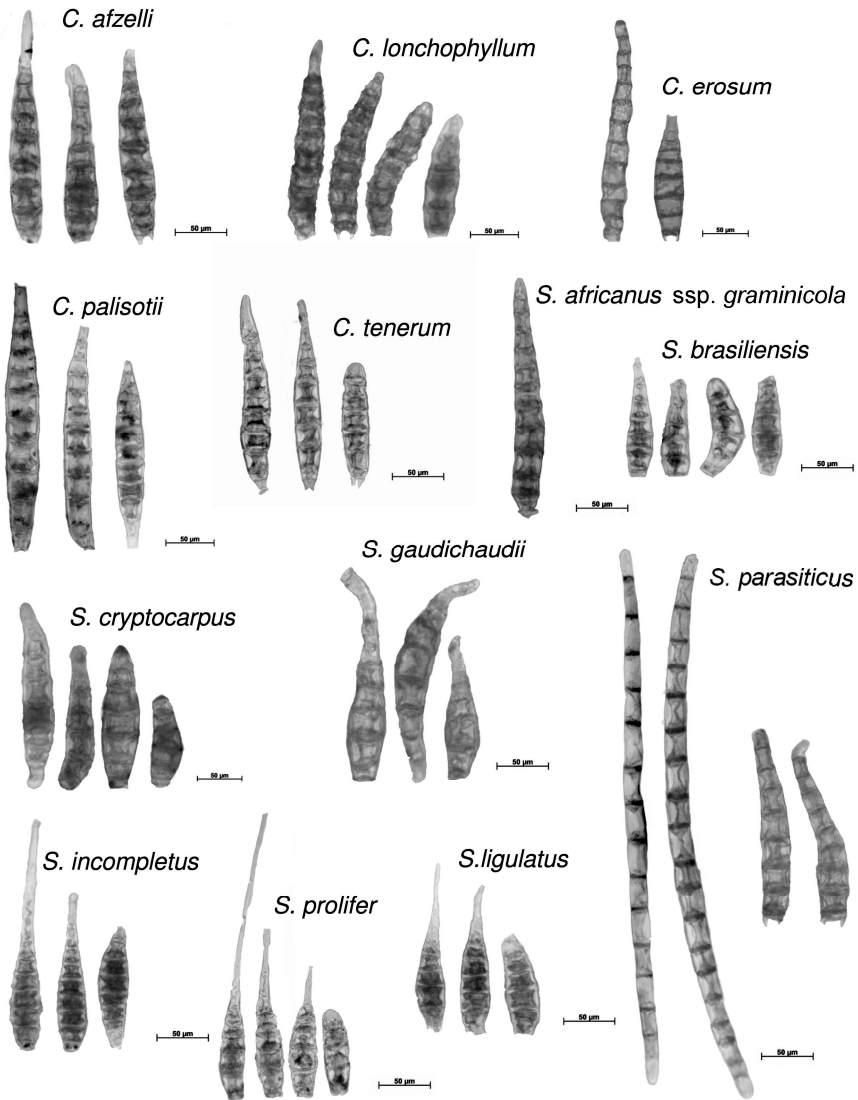 C. afzelli
C. lonchophyllum
C. erosum
50 µm
50 µm
50 µm
C. palisotii
C. tenerum
S. africanus ssp. graminicola
S. brasiliensis
50 µm
50 µm
50 µm
50 µm
S. gaudichaudii
S. parasiticus
S. cryptocarpus
50 µm
50 µm
S. incompletus
S.ligulatus
S. prolifer
50 µm
50 µm
50 µm
50 µm